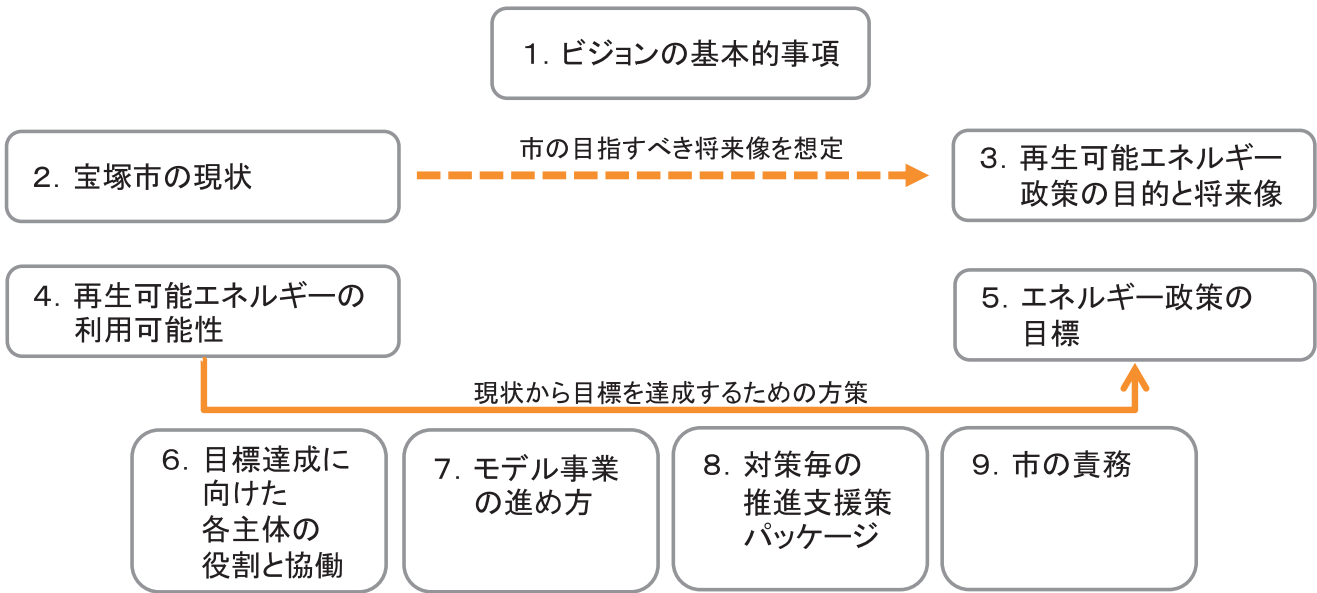 1．ビジョンの基本的事項
2．宝塚市の現状
市の目指すべき将来像を想定
3．再生可能エネルギー
政策の目的と将来像
4．再生可能エネルギーの
利用可能性
5．エネルギー政策の
目標
現状から目標を達成するための方策
6．目標達成に
向けた
各主体の
役割と協働
7．モデル事業
の進め方
8．対策毎の
推進支援策
パッケージ
9．市の責務